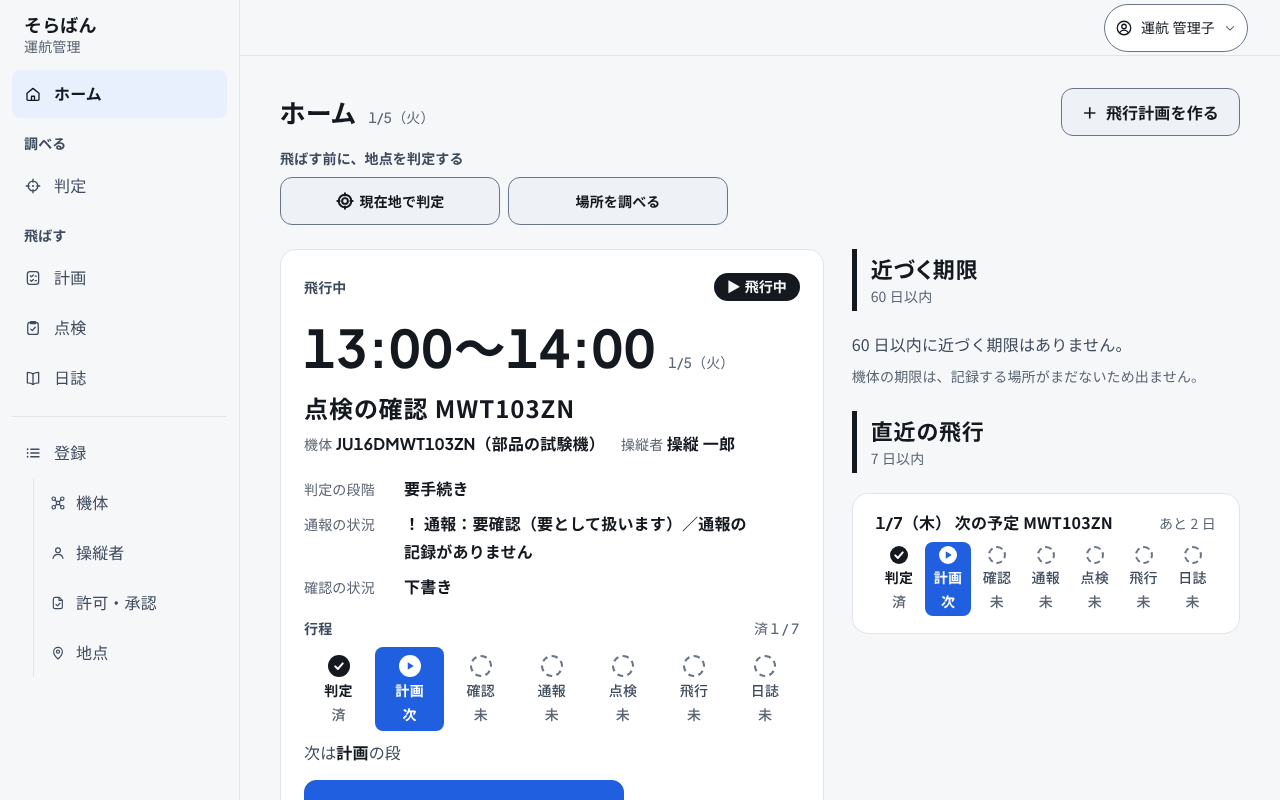 そらばん
運航管理
ホーム
調べる
判定
飛ばす
計画
点検
日誌
登録
機体
操縦者
許可・承認
地点
運航 管理子
ホーム 1/5（火）
飛行計画を作る
飛ばす前に、地点を判定する
現在地で判定
場所を調べる
飛行中
飛行中
13:00〜14:00 1/5（火）
点検の確認 MWT103ZN
機体 JU16DMWT103ZN（部品の試験機） 操縦者 操縦 一郎
判定の段階 要手続き
通報の状況 ！ 通報：要確認（要として扱います）／通報の
記録がありません
確認の状況 下書き
行程 済 1 / 7
判定 計画 確認 通報 点検 飛行 日誌
済 次 未 未 未 未 未
次は計画の段
近づく期限
60 日以内
60 日以内に近づく期限はありません。
機体の期限は、記録する場所がまだないため出ません。
直近の飛行
7 日以内
1/7（木） 次の予定 MWT103ZN あと 2 日
判定 計画 確認 通報 点検 飛行 日誌
済 次 未 未 未 未 未